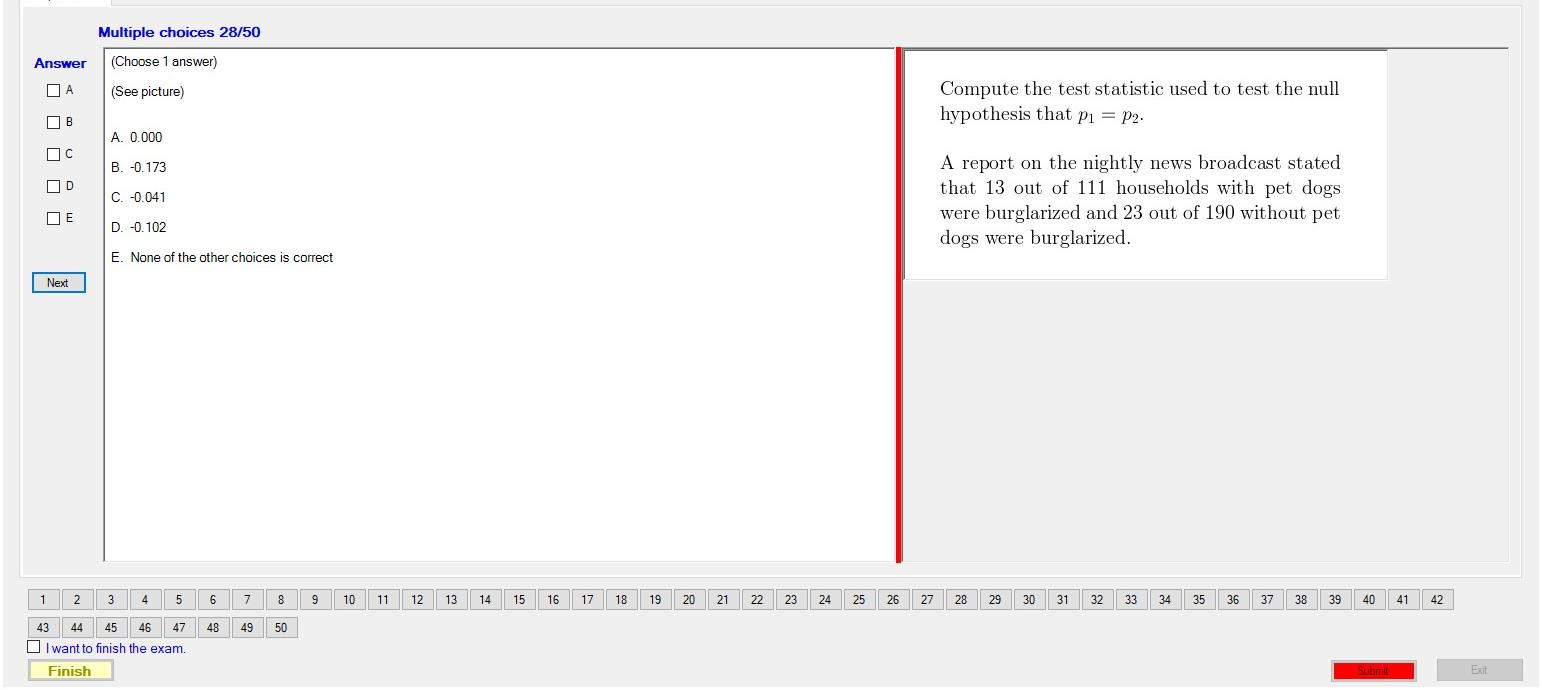 Multiple choices 28/50
Answer
A
B
C
D
E
Next
(Choose 1 answer)
(See picture)
A. 0.000
B. -0.173
C. -0.041
D. -0.102
E. None of the other choices is correct
Compute the test statistic used to test the null
hypothesis that p₁ = p₂.
A report on the nightly news broadcast stated
that 13 out of 111 households with pet dogs
were burglarized and 23 out of 190 without pet
dogs were burglarized.
1 2 3 4 5 6 7 8 9 10 11 12 13 14 15 16 17 18 19 20 21 22 23 24 25 26 27 28 29 30 31 32 33 34 35 36 37 38 39 40 41 42
43 44 45 46 47 48 49 50
I want to finish the exam.
Finish
Submit
Exit